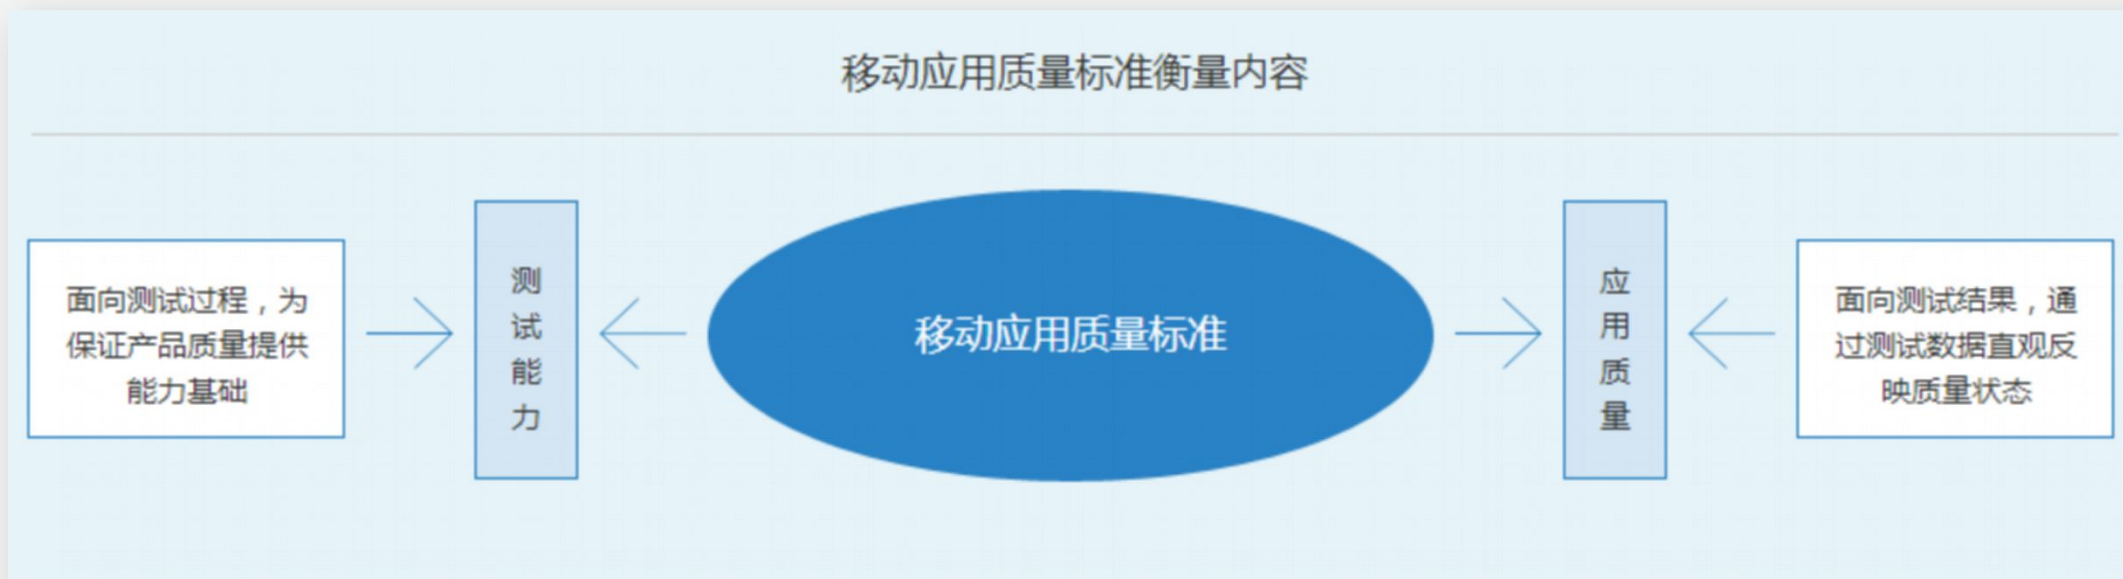 移动应用质量标准衡量内容
面向测试过程，为
保证产品质量提供
能力基础
测
试
能
力
移动应用质量标准
应
用
质
量
面向测试结果，通
过测试数据直观反
映质量状态